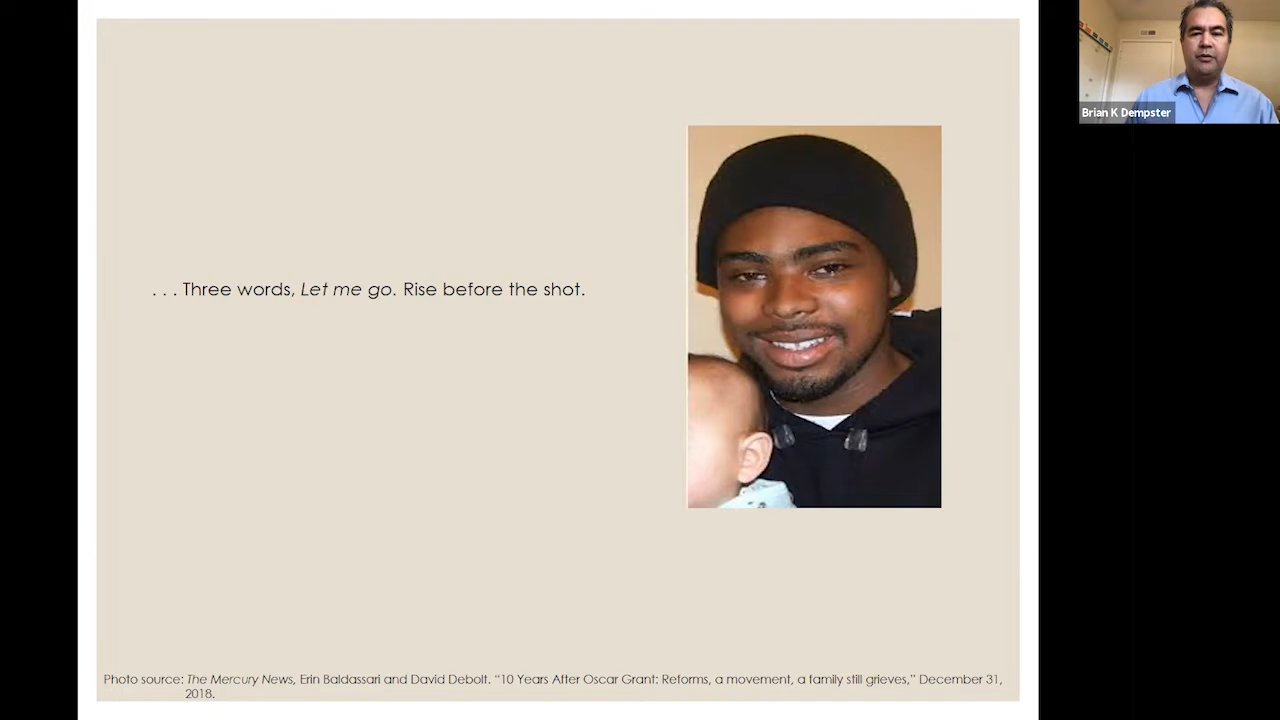 Brian K Dempster
. . . Three words, Let me go. Rise before the shot.
Photo source: The Mercury News, Erin Baldassari and David Debolt. “10 Years After Oscar Grant: Reforms, a movement, a family still grieves,” December 31,
2018.